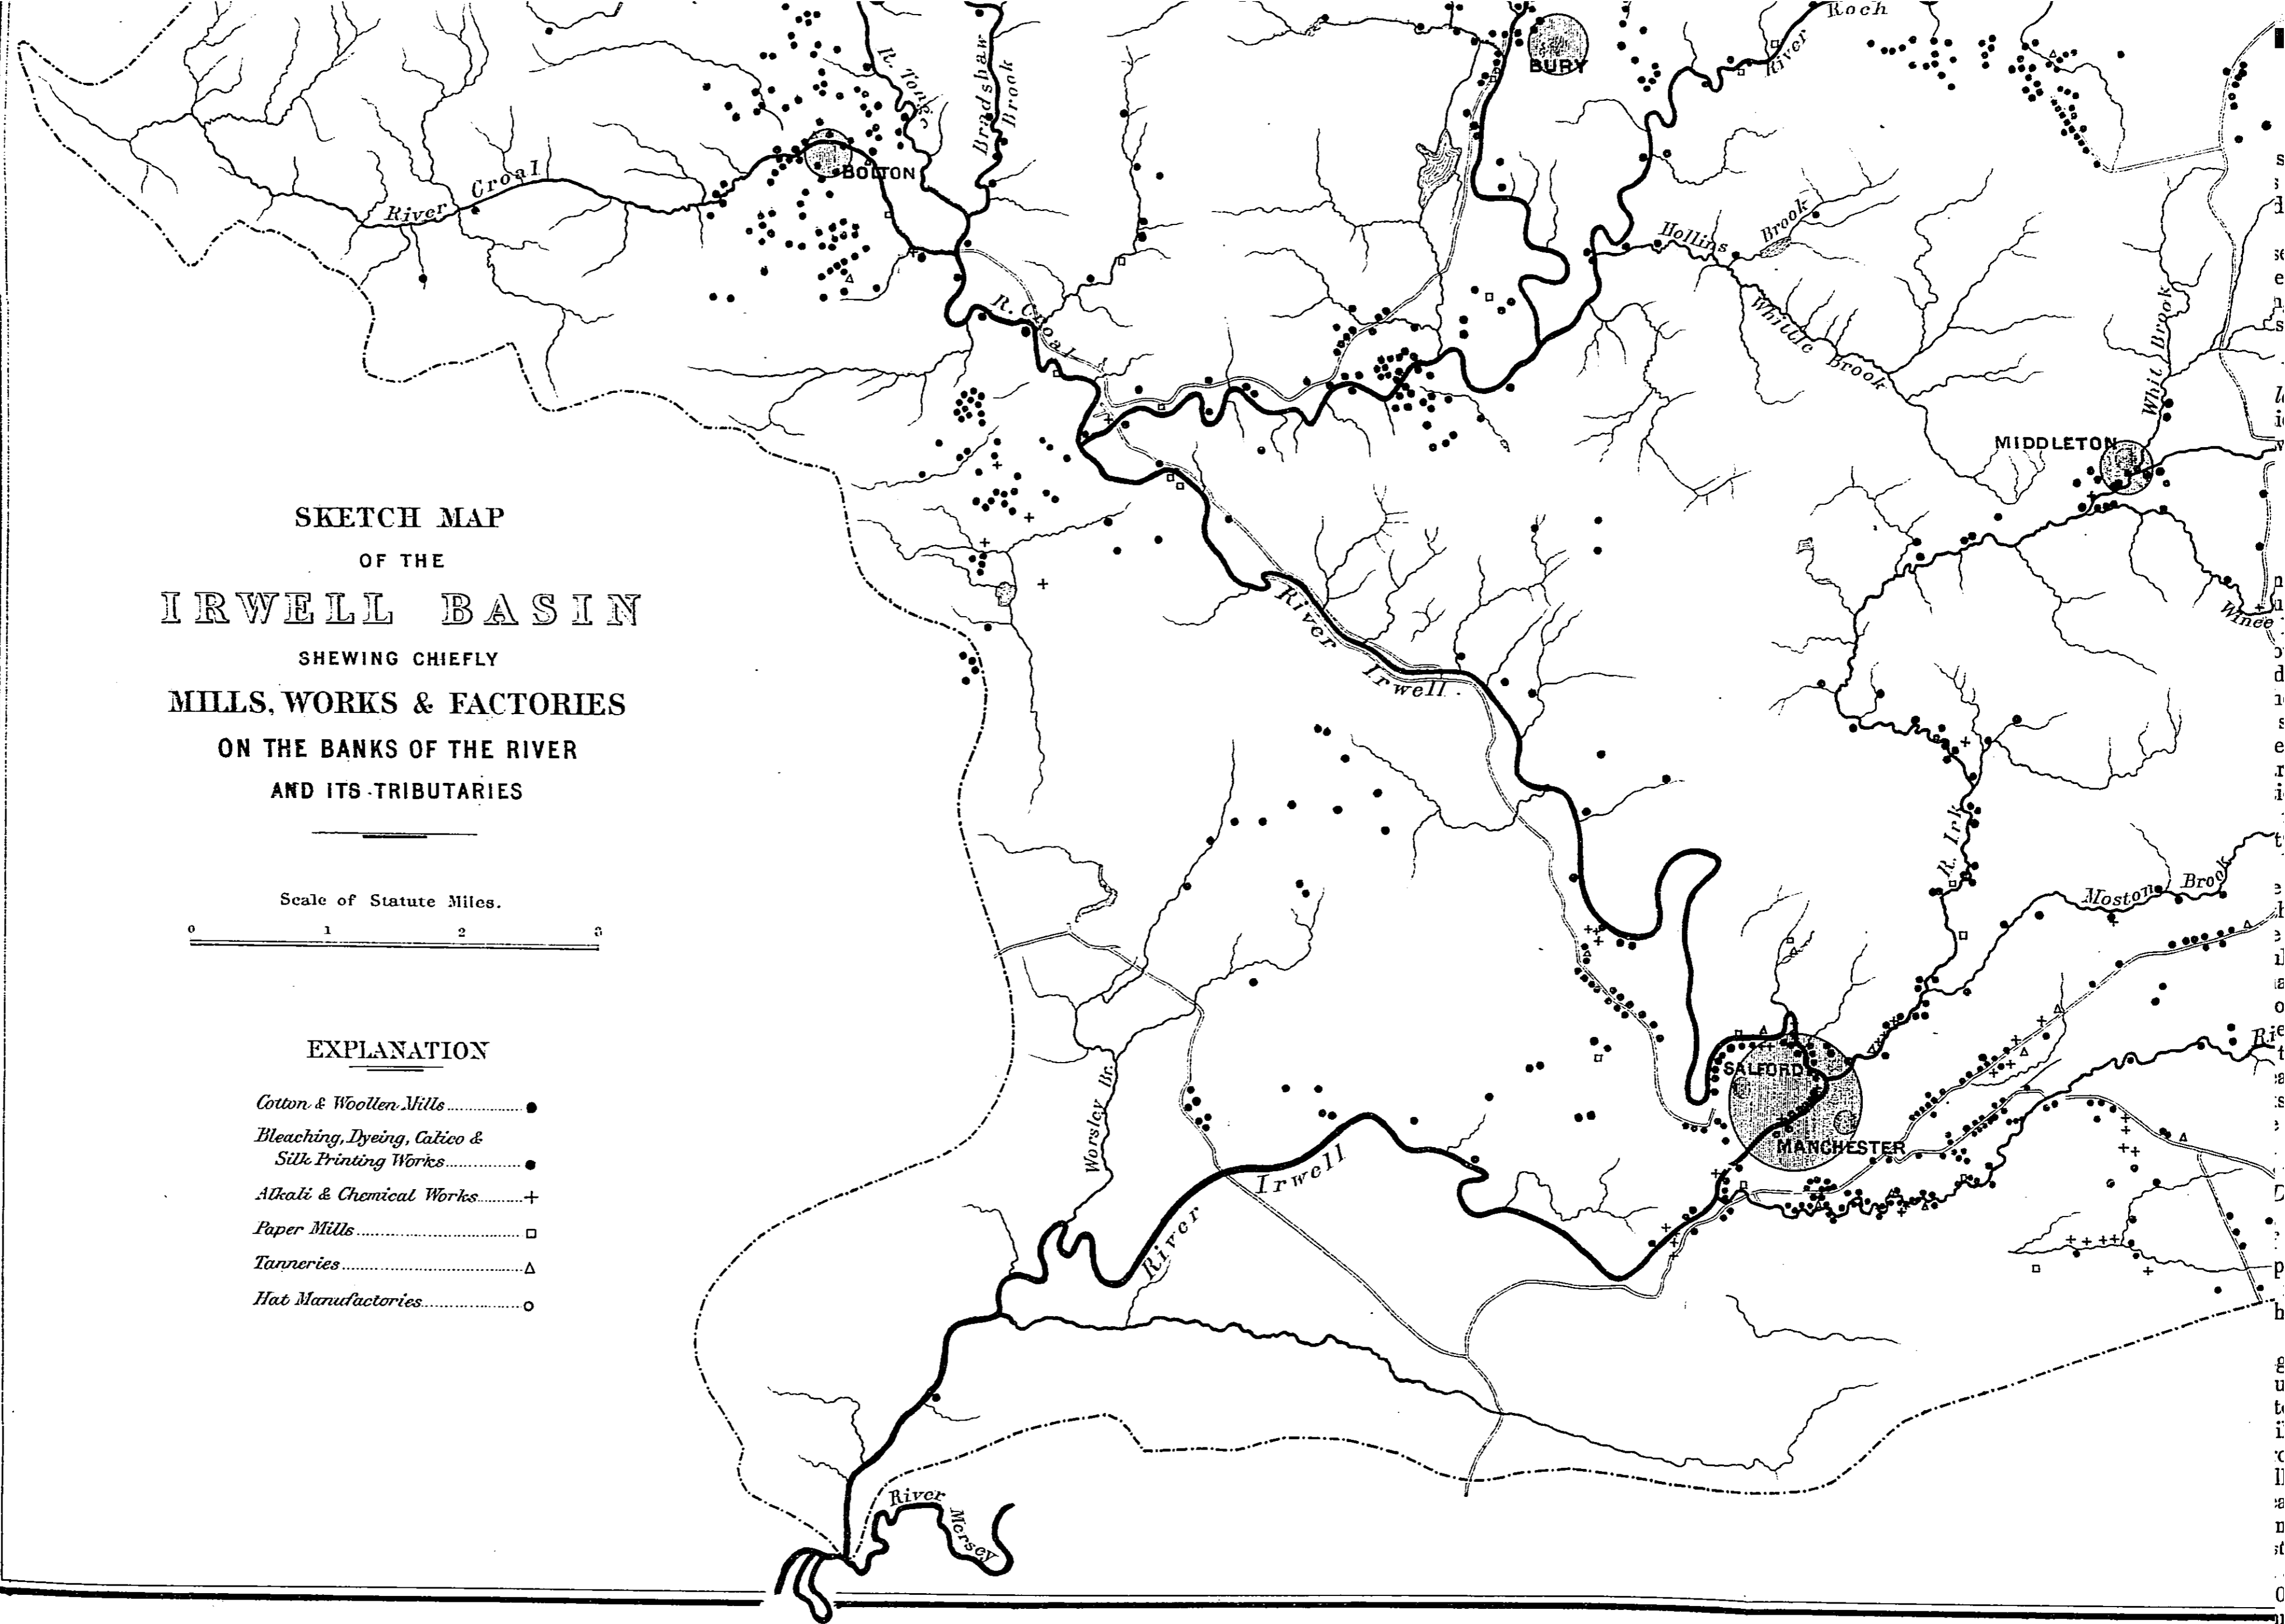 SKETCH MAP
OF THE
IRWELL BASIN
SHEWING CHIEFLY
MILLS, WORKS & FACTORIES
ON THE BANKS OF THE RIVER
AND ITS TRIBUTARIES
Scale of Statute Miles.
0 1 2 3
EXPLANATION
Cotton & Woollen Mills
Bleaching, Dyeing, Calico &
Silk Printing Works
Alkali & Chemical Works
Paper Mills
Tanneries
Hat Manufactories
Roch
River
BURY
R. Tonge
Bradshaw
Brook
BOLTON
River Croal
R. Croal
Hollins Brook
Whittle Brook
Whit Brook
MIDDLETON
River Irwell.
R. Irk
Moston Brook
SALFORD
MANCHESTER
Worsley Br.
River Irwell
River Mersey